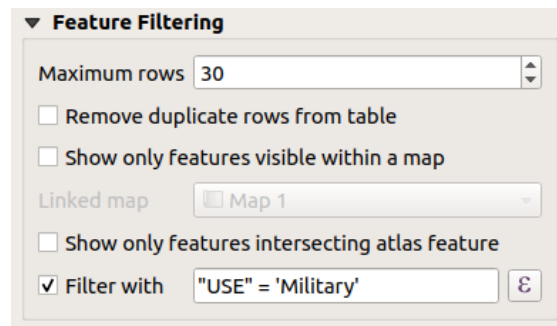 Feature Filtering
Maximum rows 30
Remove duplicate rows from table
Show only features visible within a map
Linked map Map 1
Show only features intersecting atlas feature
Filter with "USE" = 'Military' ε